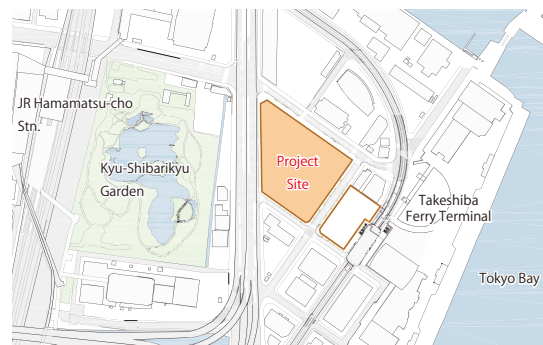 JR Hamamatsu-cho
Stn.
Kyu-Shibarikyu
Garden
Project
Site
Takeshiba
Ferry Terminal
Tokyo Bay